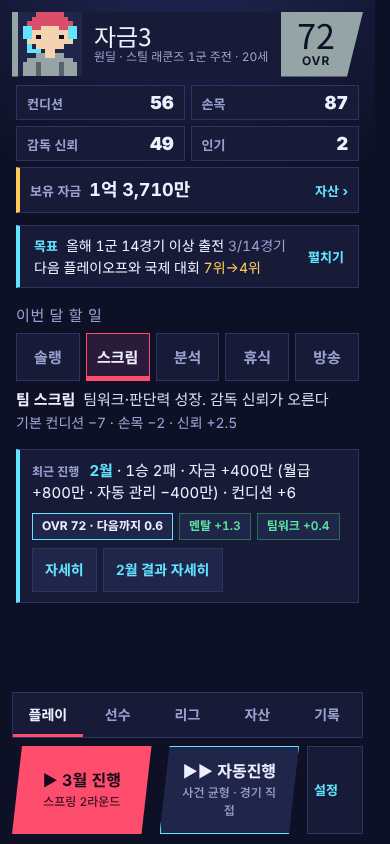 자금3
원딜 · 스틸 래쿤즈 1군 주전 · 20세
72
OVR
컨디션 56
손목 87
감독 신뢰 49
인기 2
보유 자금 1억 3,710만
자산 ›
목표 올해 1군 14경기 이상 출전 3/14경기
다음 플레이오프와 국제 대회 7위→4위
펼치기
이번 달 할 일
솔랭
스크림
분석
휴식
방송
팀 스크림 팀워크·판단력 성장. 감독 신뢰가 오른다
기본 컨디션 −7 · 손목 −2 · 신뢰 +2.5
최근 진행 2월 · 1승 2패 · 자금 +400만 (월급
+800만 · 자동 관리 −400만) · 컨디션 +6
OVR 72 · 다음까지 0.6
멘탈 +1.3
팀워크 +0.4
자세히
2월 결과 자세히
플레이
선수
리그
자산
기록
▶ 3월 진행
스프링 2라운드
▶▶ 자동진행
사건 균형 · 경기 직
접
설정